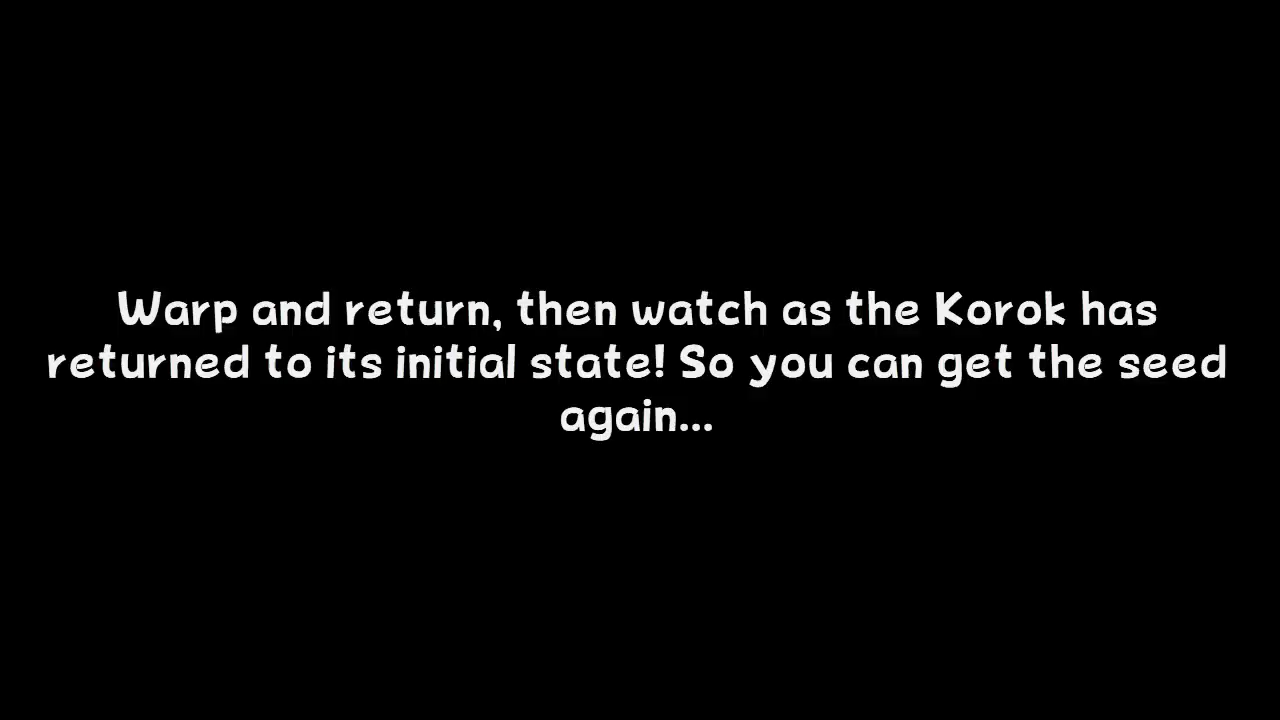 Warp and return, then watch as the Korok has
returned to its initial state! So you can get the seed
again...